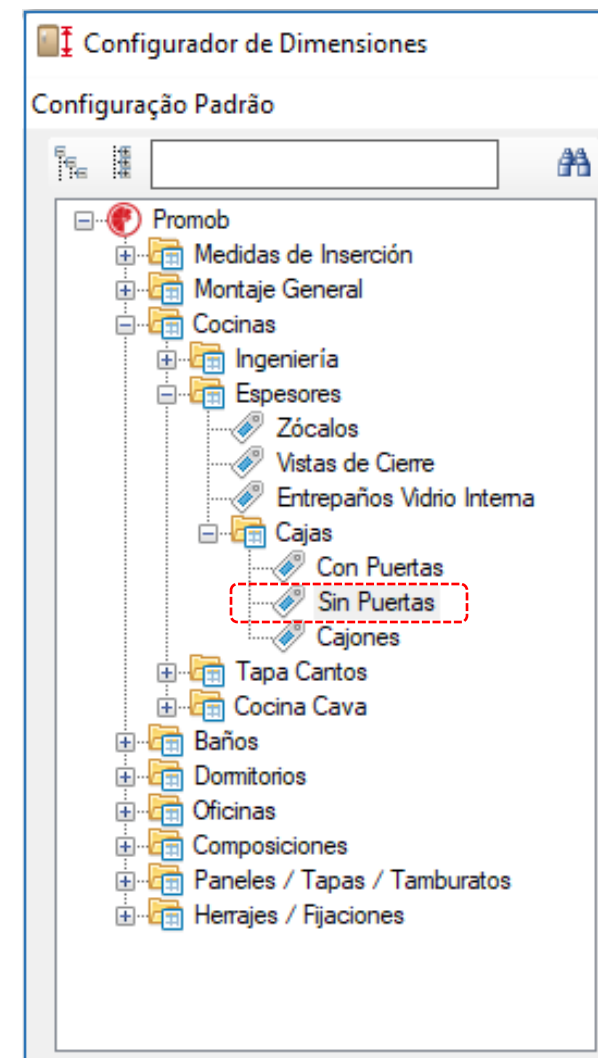 Configurador de Dimensiones
Configuração Padrão
Promob
Medidas de Inserción
Montaje General
Cocinas
Ingeniería
Espesores
Zócalos
Vistas de Cierre
Entrepaños Vidrio Interna
Cajas
Con Puertas
Sin Puertas
Cajones
Tapa Cantos
Cocina Cava
Baños
Dormitorios
Oficinas
Composiciones
Paneles / Tapas / Tamburatos
Herrajes / Fijaciones